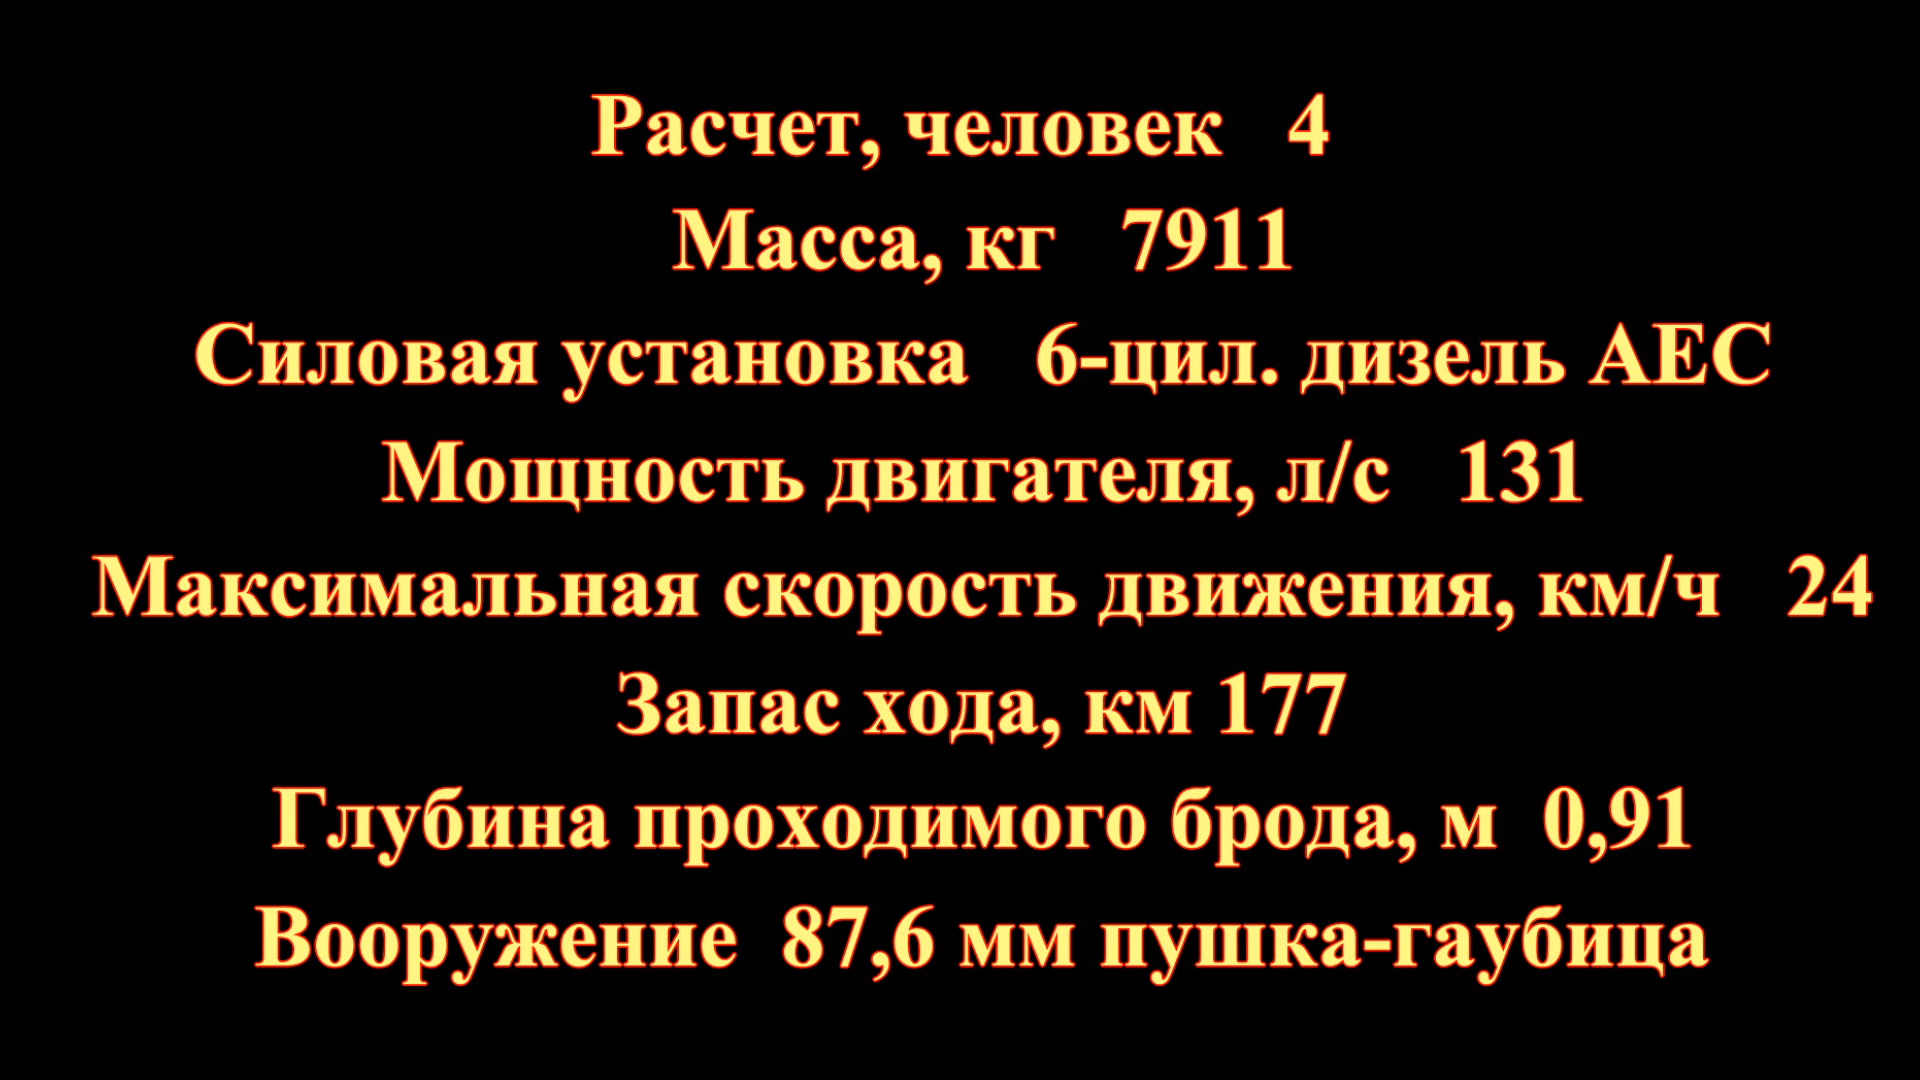 Расчет, человек 4
Масса, кг 7911
Силовая установка 6-цил. дизель АЕС
Мощность двигателя, л/с 131
Максимальная скорость движения, км/ч 24
Запас хода, км 177
Глубина проходимого брода, м 0,91
Вооружение 87,6 мм пушка-гаубица